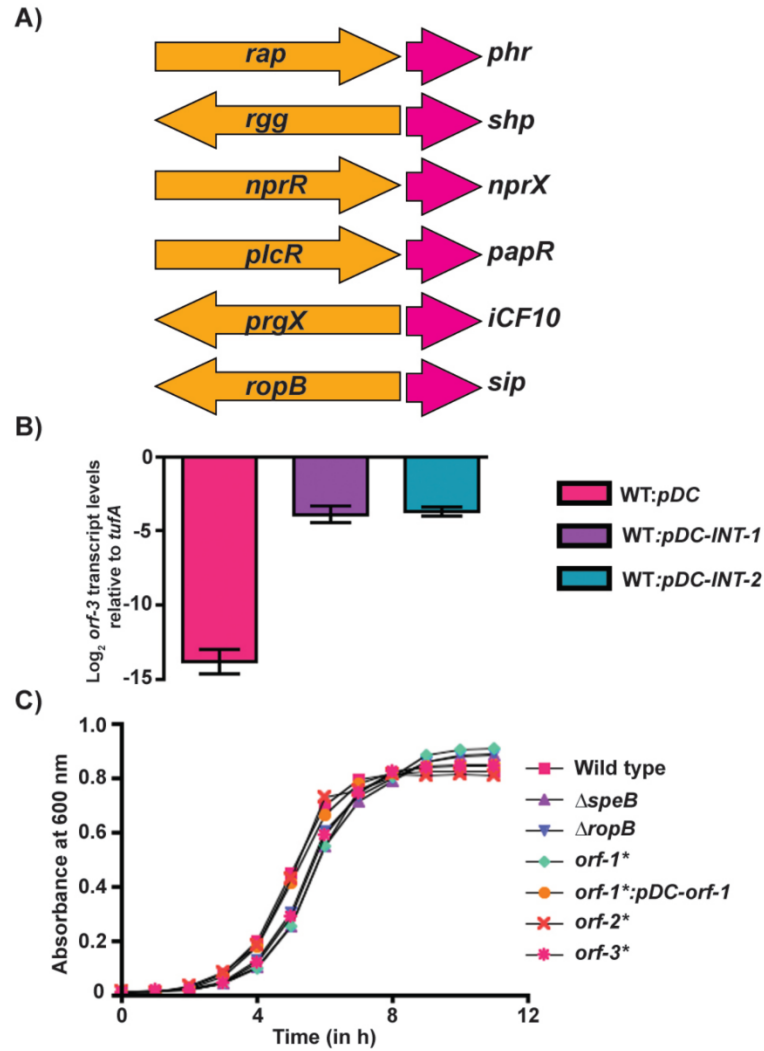 A)
rap phr
rgg shp
nprR nprX
plcR papR
prgX iCF10
ropB sip
B)
Log2 orf-3 transcript levels
relative to tufA
0
-5
-10
-15
WT:pDC
WT:pDC-INT-1
WT:pDC-INT-2
C)
Absorbance at 600 nm
1.0
0.8
0.6
0.4
0.2
0
0 4 8 12
Time (in h)
Wild type
ΔspeB
ΔropB
orf-1*
orf-1*:pDC-orf-1
orf-2*
orf-3*